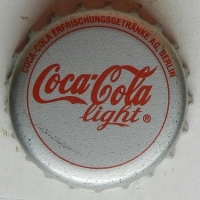 COCA-COLA ERFRISCHUNGSGETRÄNKE AG, BERLIN
Coca-Cola
light ®